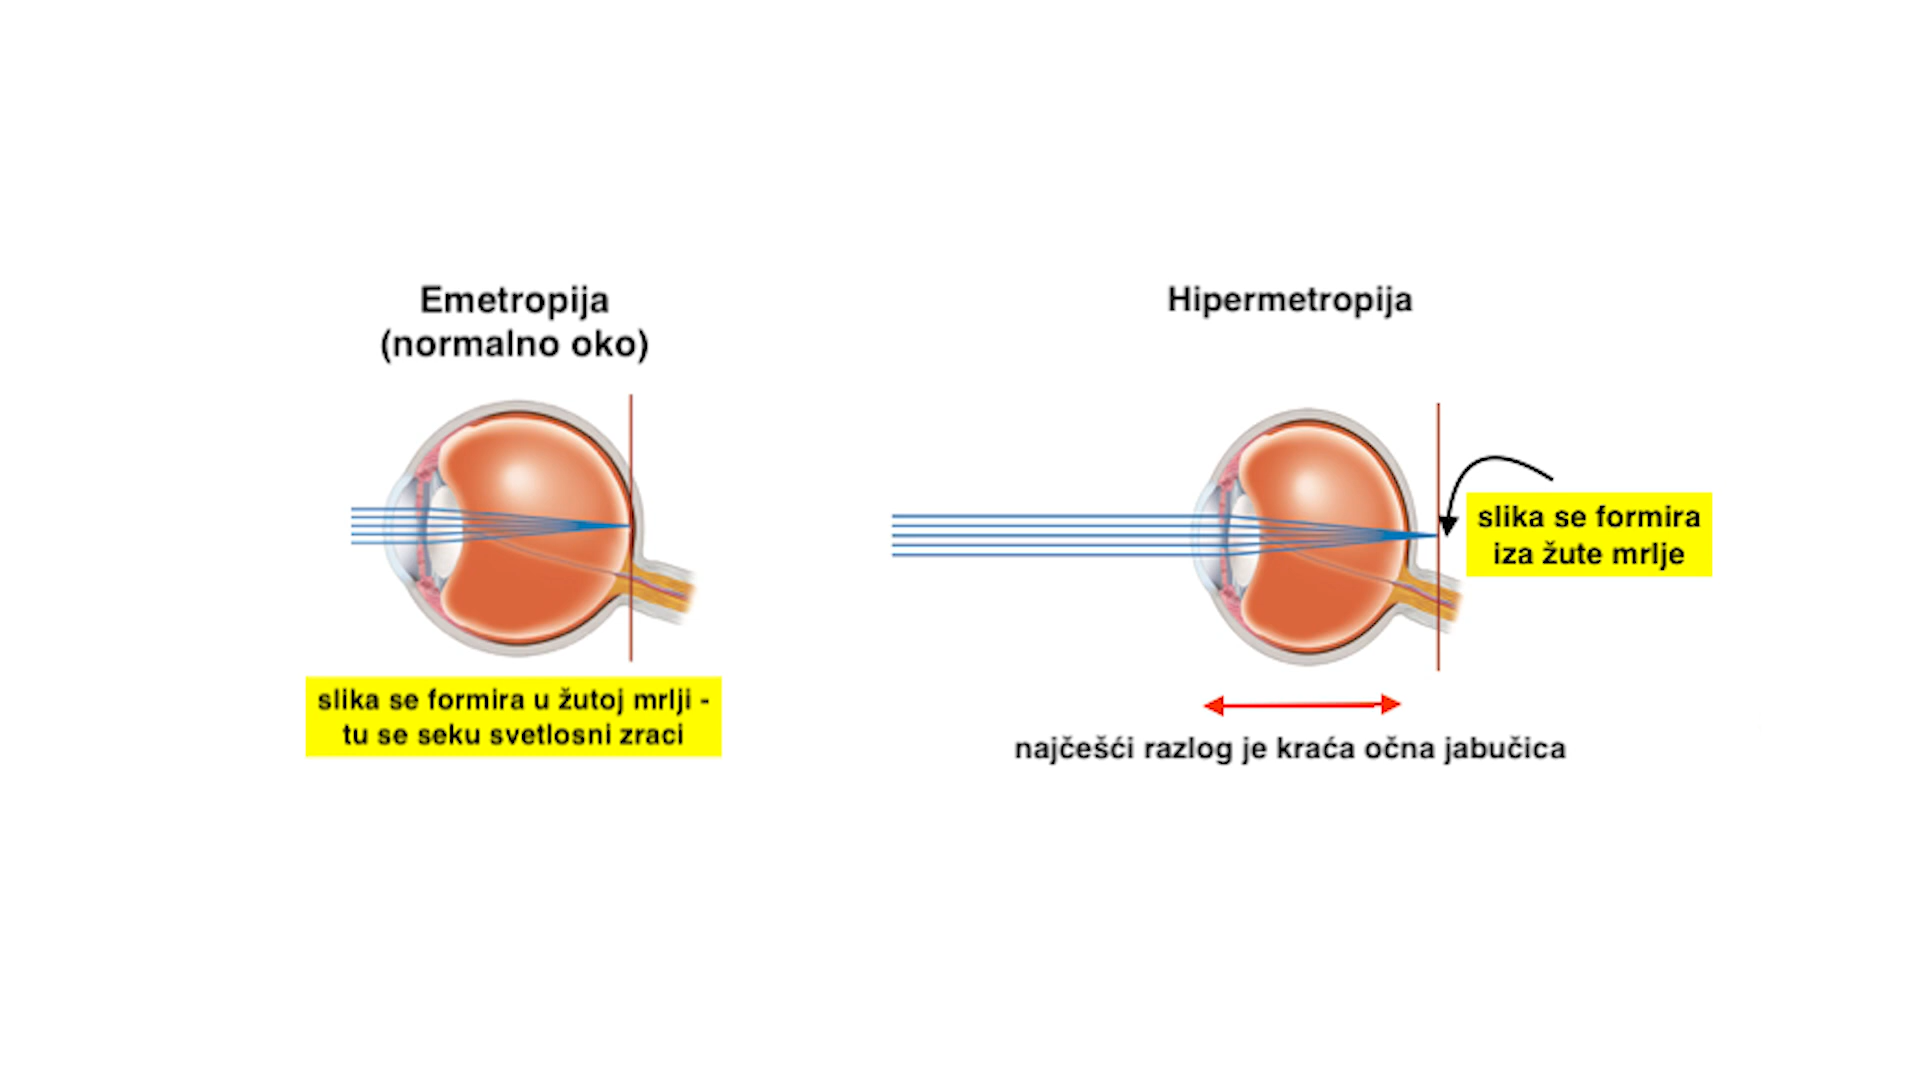 Emetropija
(normalno oko)
slika se formira u žutoj mrlji -
tu se seku svetlosni zraci
Hipermetropija
slika se formira
iza žute mrlje
najčešći razlog je kraća očna jabučica